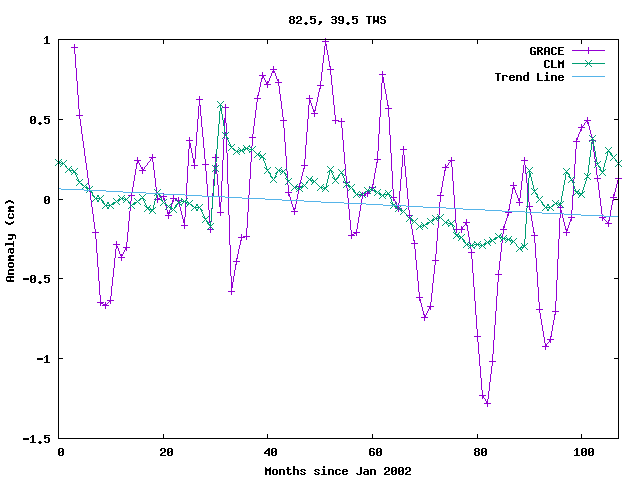 82.5, 39.5 TWS
GRACE
CLM
Trend Line
1
0.5
0
-0.5
-1
-1.5
Anomaly (cm)
0 20 40 60 80 100
Months since Jan 2002